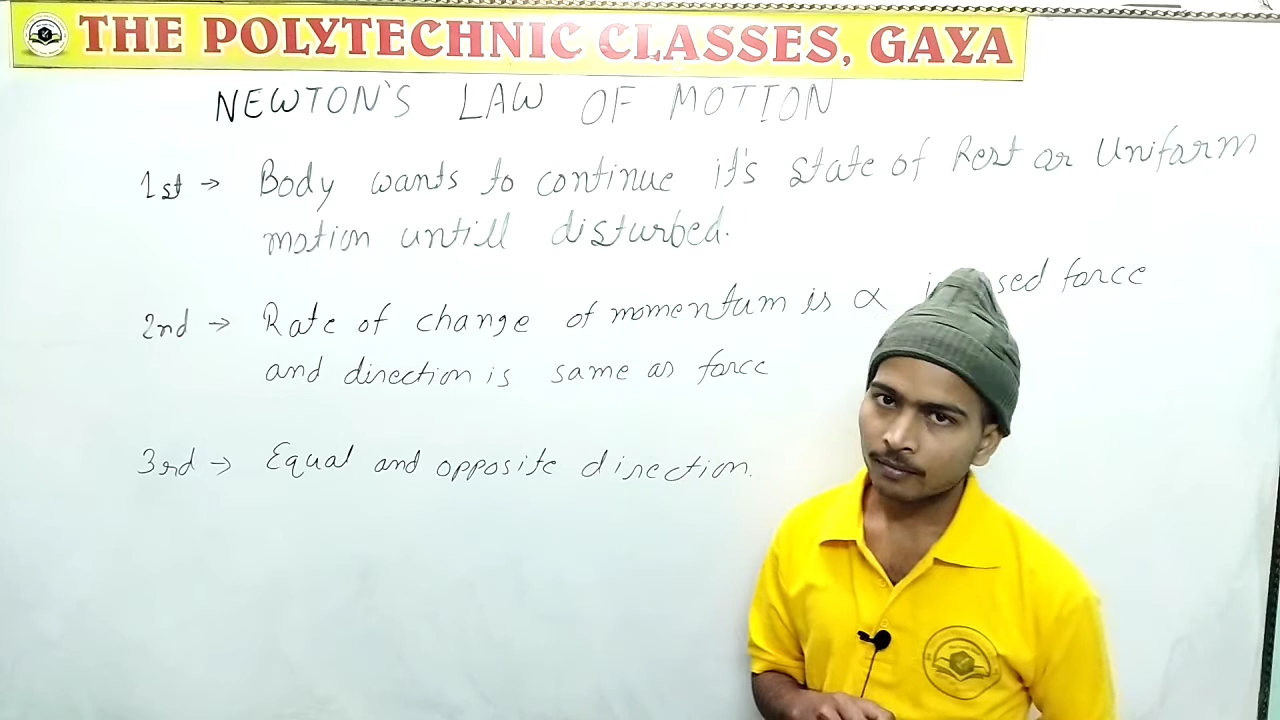 THE POLYTECHNIC CLASSES, GAYA
NEWTON'S LAW OF MOTION
1st → Body wants to continue it's state of Rest or Uniform
motion untill disturbed.
2nd → Rate of change of momentum is ∝ force
and direction is same as force
3rd → Equal and opposite direction.